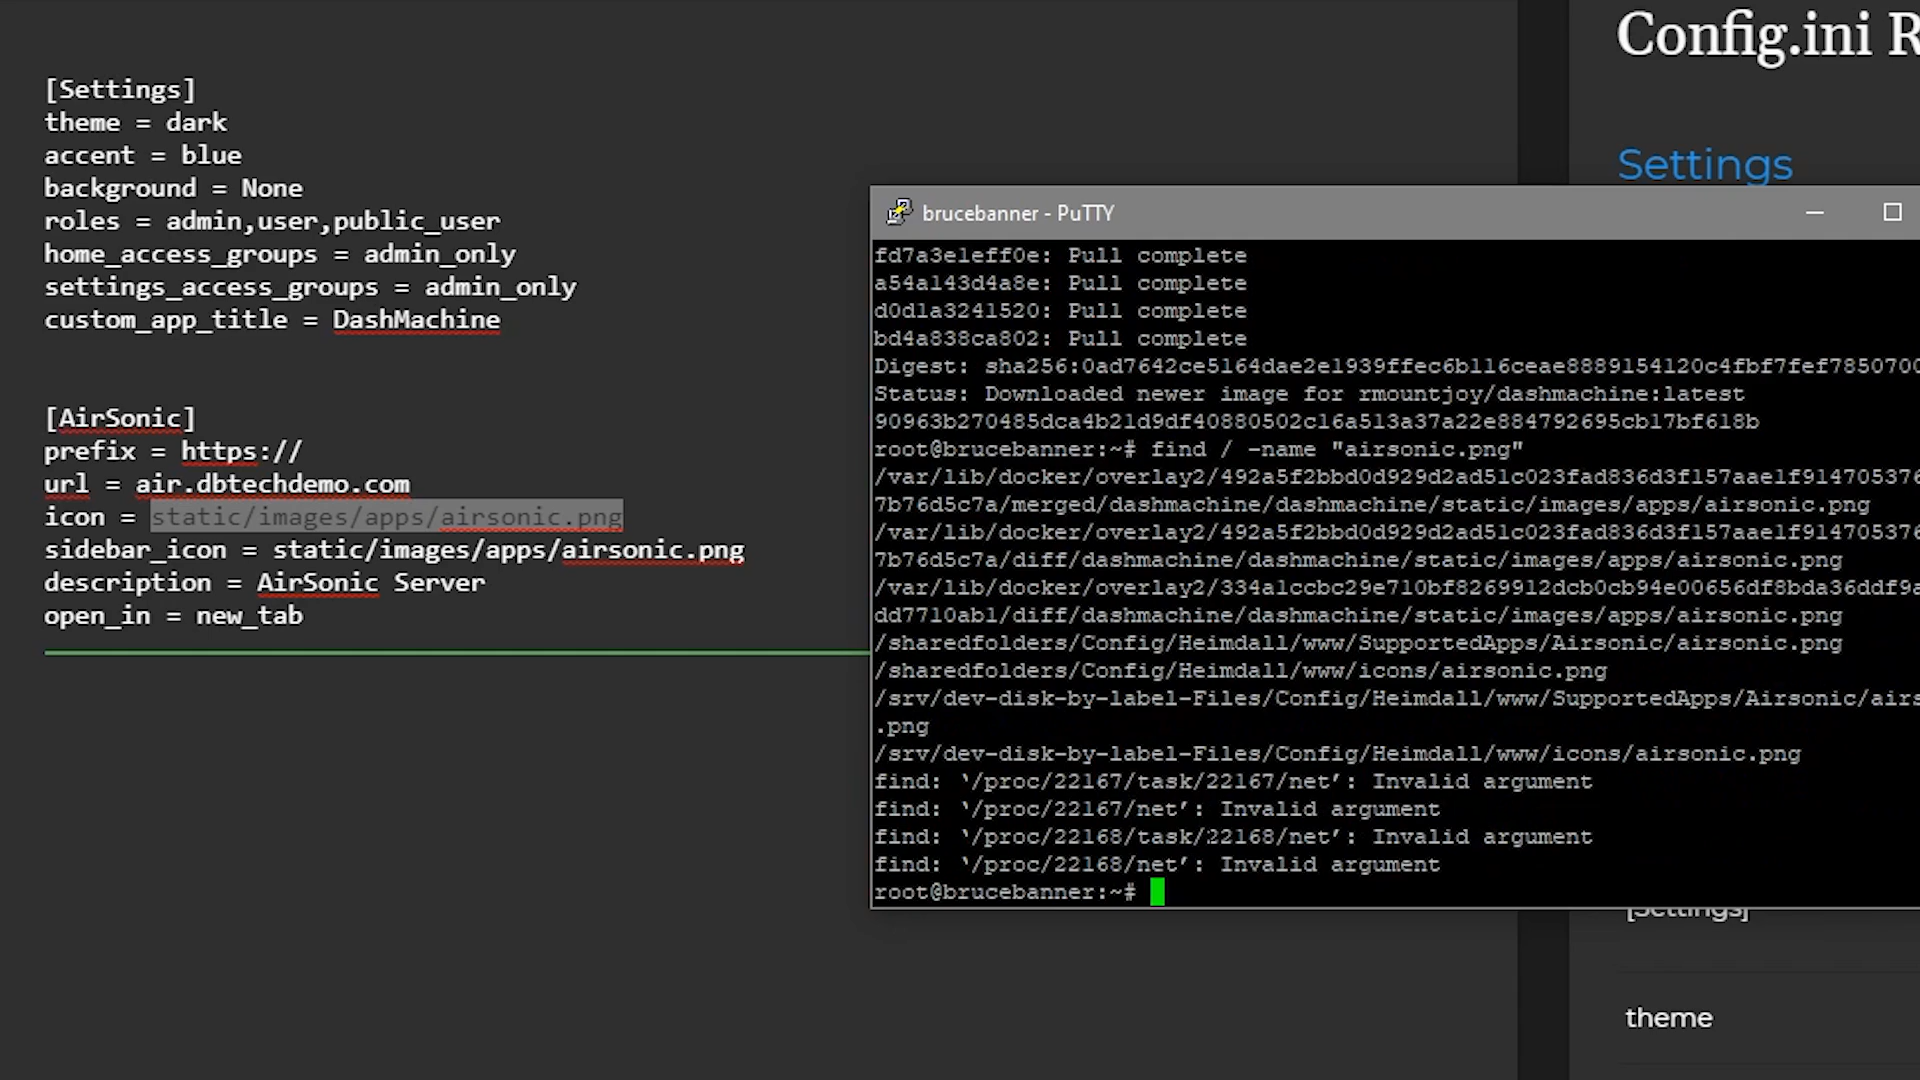 [Settings]
theme = dark
accent = blue
background = None
roles = admin,user,public_user
home_access_groups = admin_only
settings_access_groups = admin_only
custom_app_title = DashMachine
[AirSonic]
prefix = https://
url = air.dbtechdemo.com
icon = static/images/apps/airsonic.png
sidebar_icon = static/images/apps/airsonic.png
description = AirSonic Server
open_in = new_tab
Config.ini R
Settings
brucebanner - PuTTY
fd7a3e1eff0e: Pull complete
a54a143d4a8e: Pull complete
d0d1a3241520: Pull complete
bd4a838ca802: Pull complete
Digest: sha256:0ad7642ce5164dae2e1939ffec6b116ceae8889154120c4fbf7fef7850700
Status: Downloaded newer image for rmountjoy/dashmachine:latest
90963b270485dca4b21d9df40880502c16a513a37a22e884792695cb17bf618b
root@brucebanner:~# find / -name "airsonic.png"
/var/lib/docker/overlay2/492a5f2bbd0d929d2ad51c023fad836d3f157aae1f914705376
7b76d5c7a/merged/dashmachine/dashmachine/static/images/apps/airsonic.png
/var/lib/docker/overlay2/492a5f2bbd0d929d2ad51c023fad836d3f157aae1f914705376
7b76d5c7a/diff/dashmachine/dashmachine/static/images/apps/airsonic.png
/var/lib/docker/overlay2/334a1ccbc29e710bf8269912dcb0cb94e00656df8bda36ddf9a
dd7710ab1/diff/dashmachine/dashmachine/static/images/apps/airsonic.png
/sharedfolders/Config/Heimdall/www/SupportedApps/Airsonic/airsonic.png
/sharedfolders/Config/Heimdall/www/icons/airsonic.png
/srv/dev-disk-by-label-Files/Config/Heimdall/www/SupportedApps/Airsonic/airs
.png
/srv/dev-disk-by-label-Files/Config/Heimdall/www/icons/airsonic.png
find: ‘/proc/22167/task/22167/net’: Invalid argument
find: ‘/proc/22167/net’: Invalid argument
find: ‘/proc/22168/task/22168/net’: Invalid argument
find: ‘/proc/22168/net’: Invalid argument
root@brucebanner:~#
[Settings]
theme